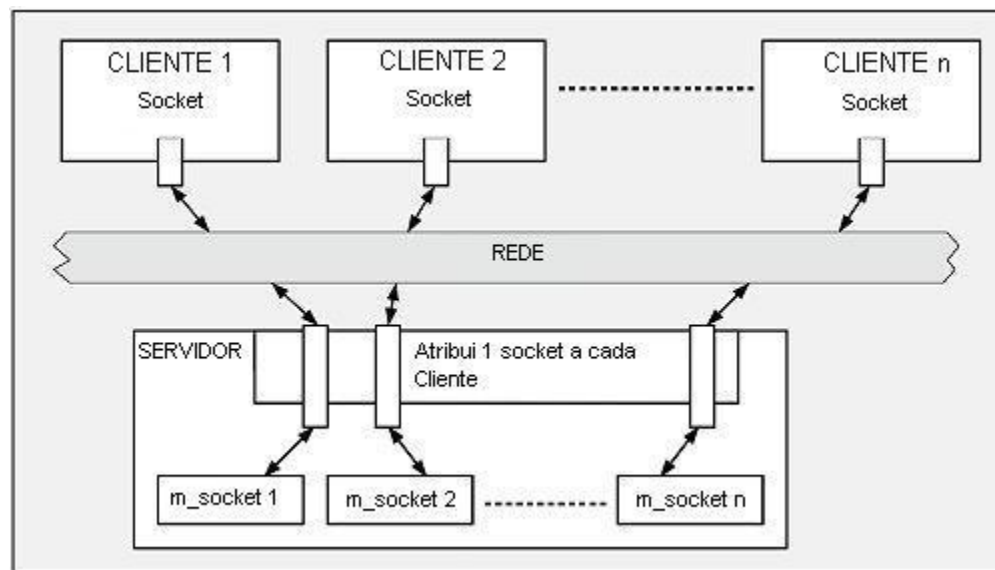 CLIENTE 1
Socket
CLIENTE 2
Socket
CLIENTE n
Socket
REDE
SERVIDOR
Atribui 1 socket a cada
Cliente
m_socket 1
m_socket 2
m_socket n